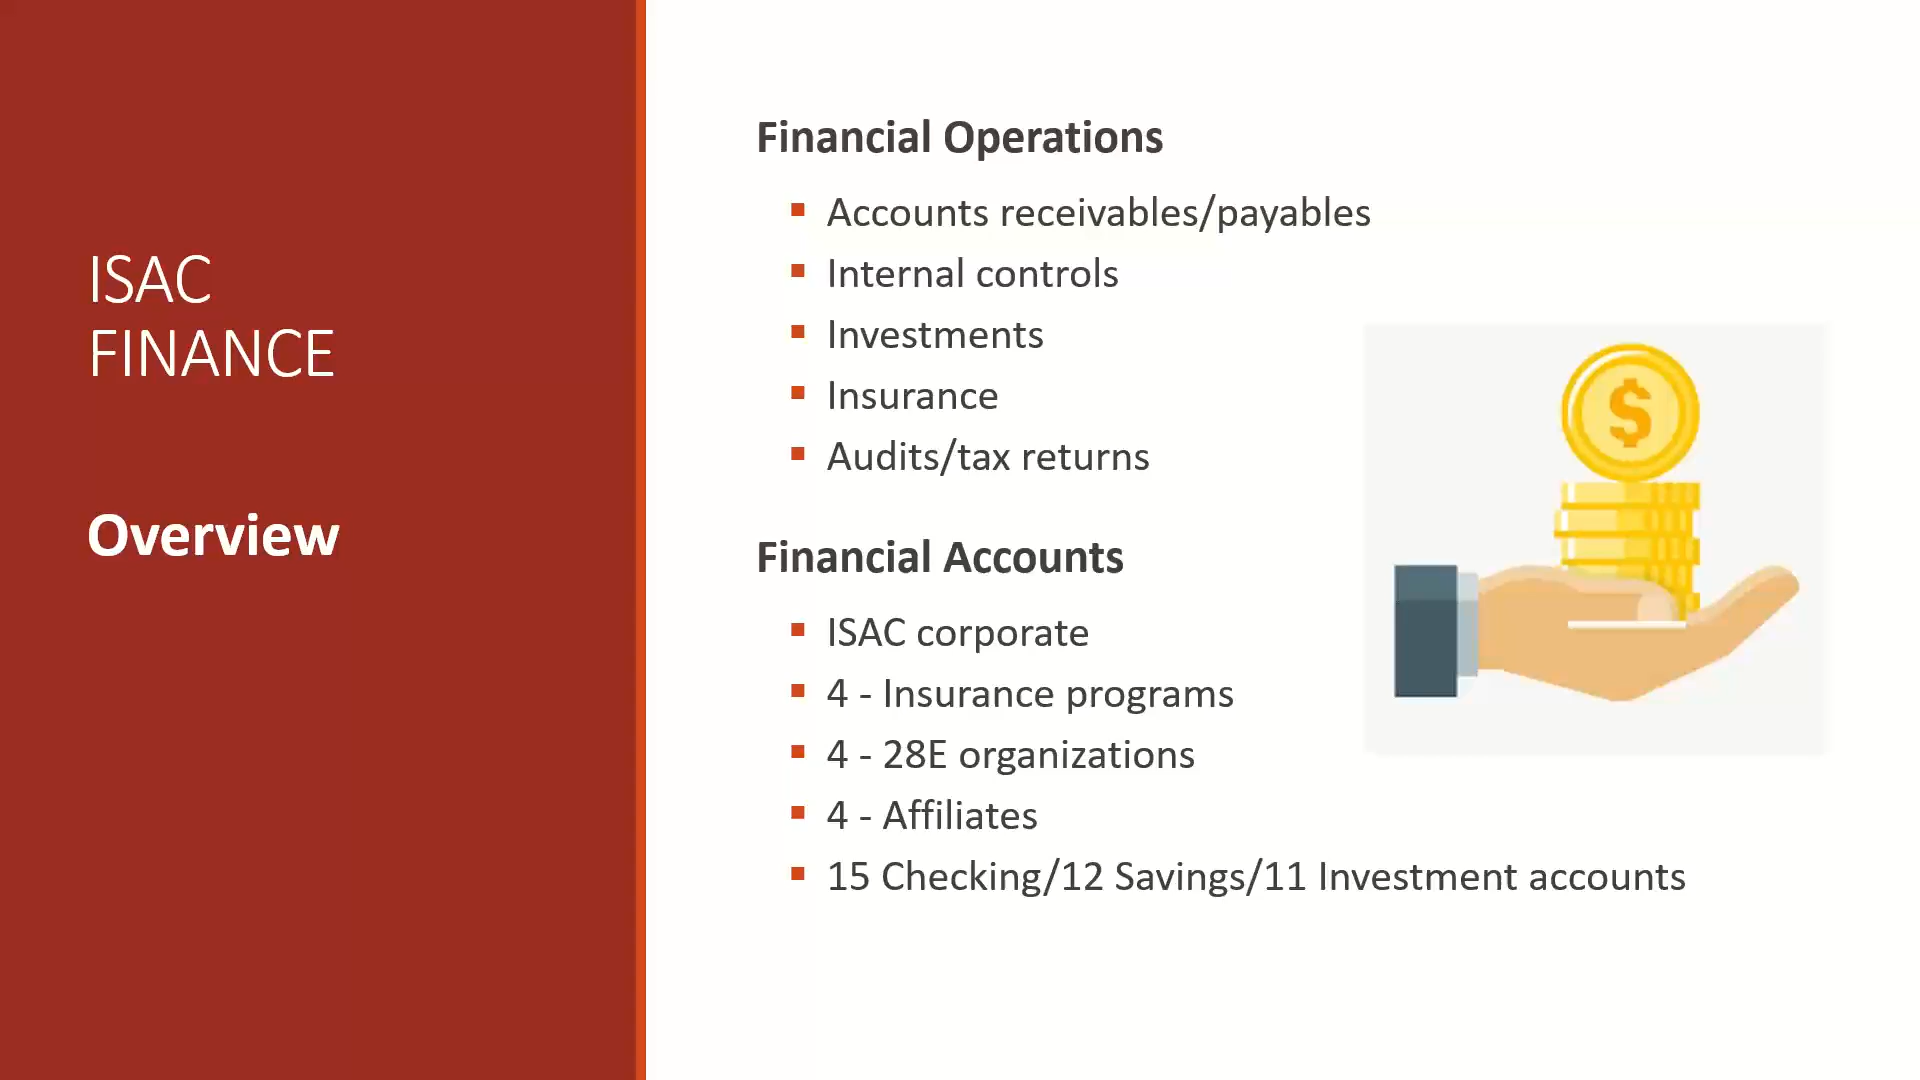 ISAC
FINANCE
Overview
Financial Operations
Accounts receivables/payables
Internal controls
Investments
Insurance
Audits/tax returns
Financial Accounts
ISAC corporate
4 - Insurance programs
4 - 28E organizations
4 - Affiliates
15 Checking/12 Savings/11 Investment accounts
$